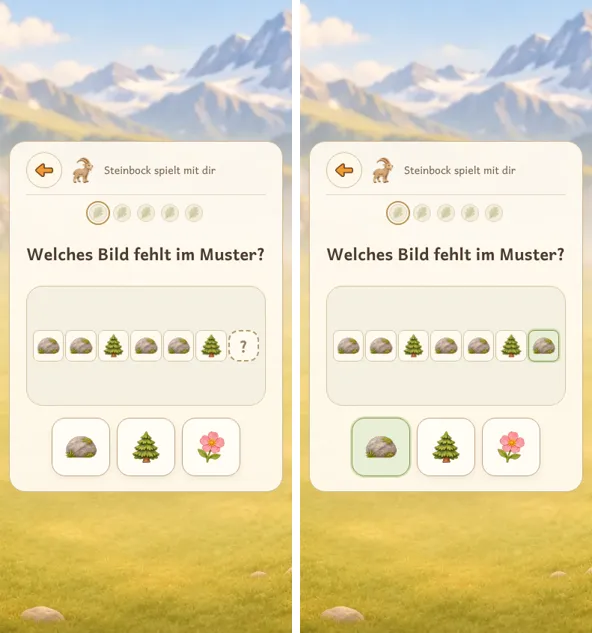 Steinbock spielt mit dir
Welches Bild fehlt im Muster?
?
Steinbock spielt mit dir
Welches Bild fehlt im Muster?